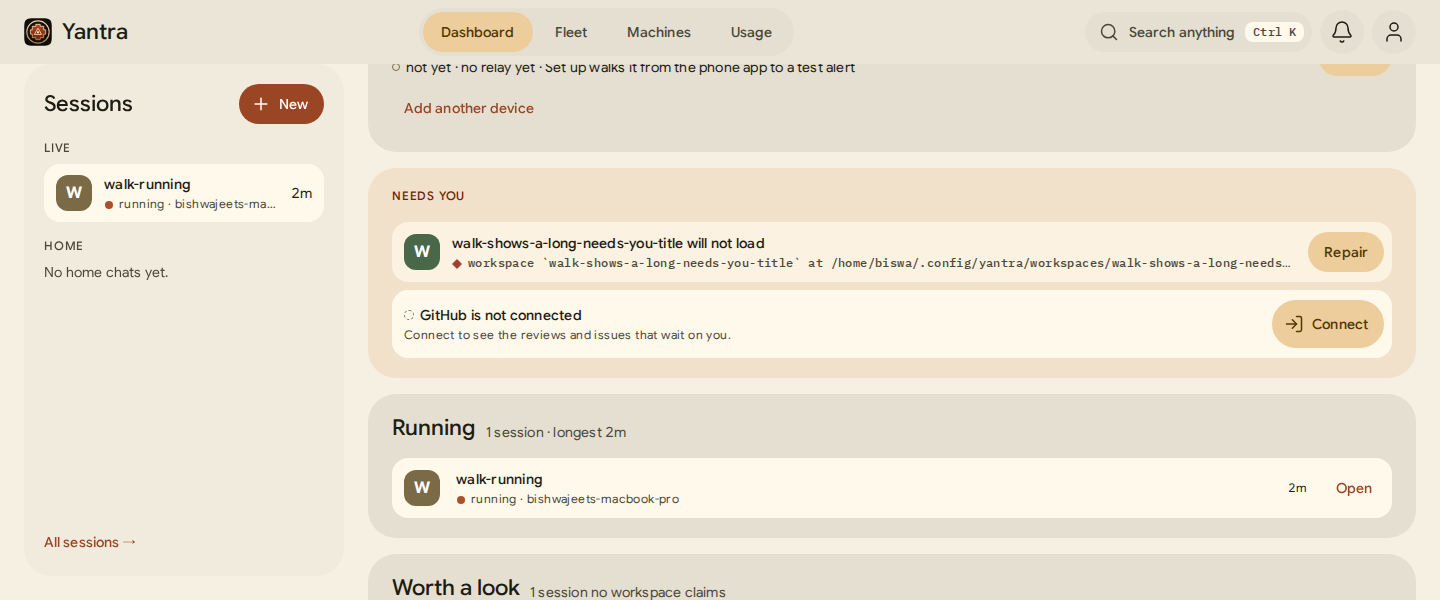 Yantra
Dashboard
Fleet
Machines
Usage
Search anything
Ctrl K
Sessions
New
LIVE
W
walk-running
running · bishwajeets-ma…
2m
HOME
No home chats yet.
All sessions →
not yet · no relay yet · Set up walks it from the phone app to a test alert
Add another device
NEEDS YOU
W
walk-shows-a-long-needs-you-title will not load
workspace `walk-shows-a-long-needs-you-title` at /home/biswa/.config/yantra/workspaces/walk-shows-a-long-needs…
Repair
GitHub is not connected
Connect to see the reviews and issues that wait on you.
Connect
Running
1 session · longest 2m
W
walk-running
running · bishwajeets-macbook-pro
2m
Open
Worth a look
1 session no workspace claims